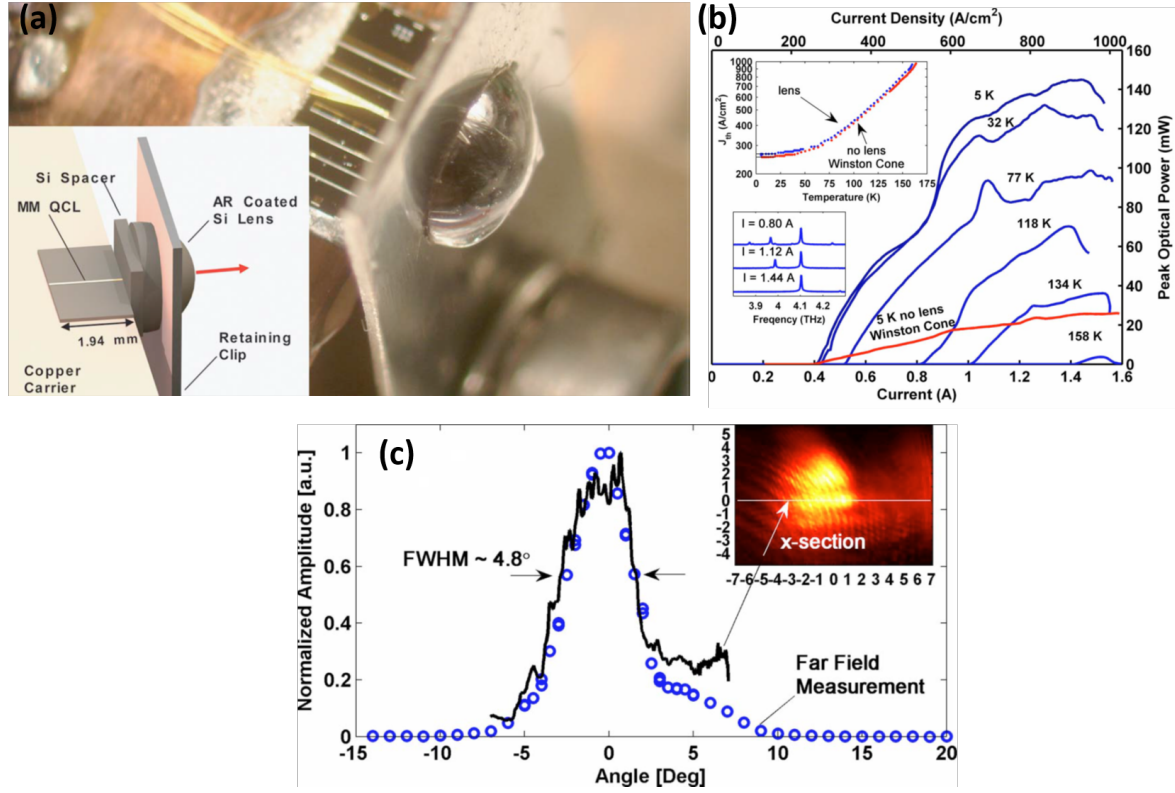 (a)
Si Spacer
MM QCL
AR Coated
Si Lens
1.94 mm
Retaining
Clip
Copper
Carrier
(b)
Current Density (A/cm²)
0 200 400 600 800 1000
160
140
120
100
80
60
40
20
0
Peak Optical Power (mW)
0 0.2 0.4 0.6 0.8 1 1.2 1.4 1.6
Current (A)
5 K
32 K
77 K
118 K
134 K
158 K
5 K no lens
Winston Cone
J_th (A/cm²)
1000
900
800
700
600
500
400
300
200
0 25 50 75 100 125 150 175
Temperature (K)
lens
no lens
Winston Cone
I = 0.80 A
I = 1.12 A
I = 1.44 A
3.9 4 4.1 4.2
Freqency (THz)
(c)
Normalized Amplitude [a.u.]
1
0.8
0.6
0.4
0.2
0
-15 -10 -5 0 5 10 15 20
Angle [Deg]
FWHM ~ 4.8°
Far Field
Measurement
5
4
3
2
1
0
-1
-2
-3
-4
x-section
-7-6-5-4-3-2-1 0 1 2 3 4 5 6 7